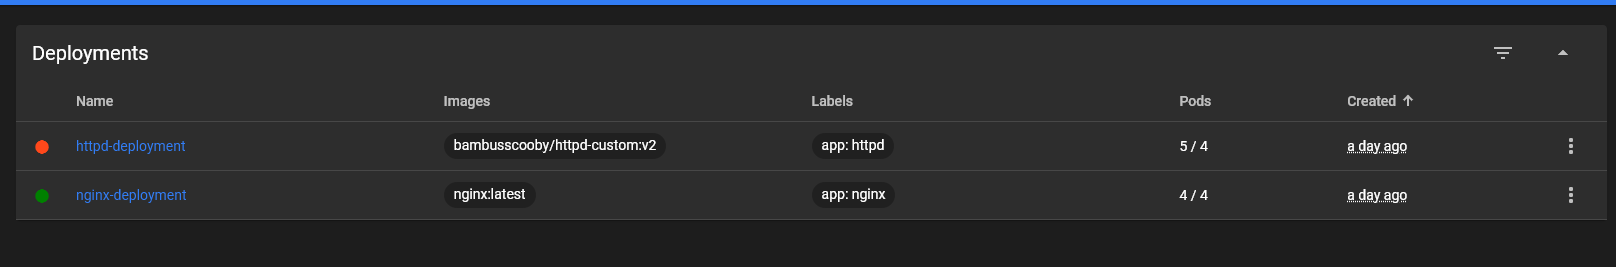 Deployments
Name Images Labels Pods Created
httpd-deployment bambusscooby/httpd-custom:v2 app: httpd 5 / 4 a day ago
nginx-deployment nginx:latest app: nginx 4 / 4 a day ago